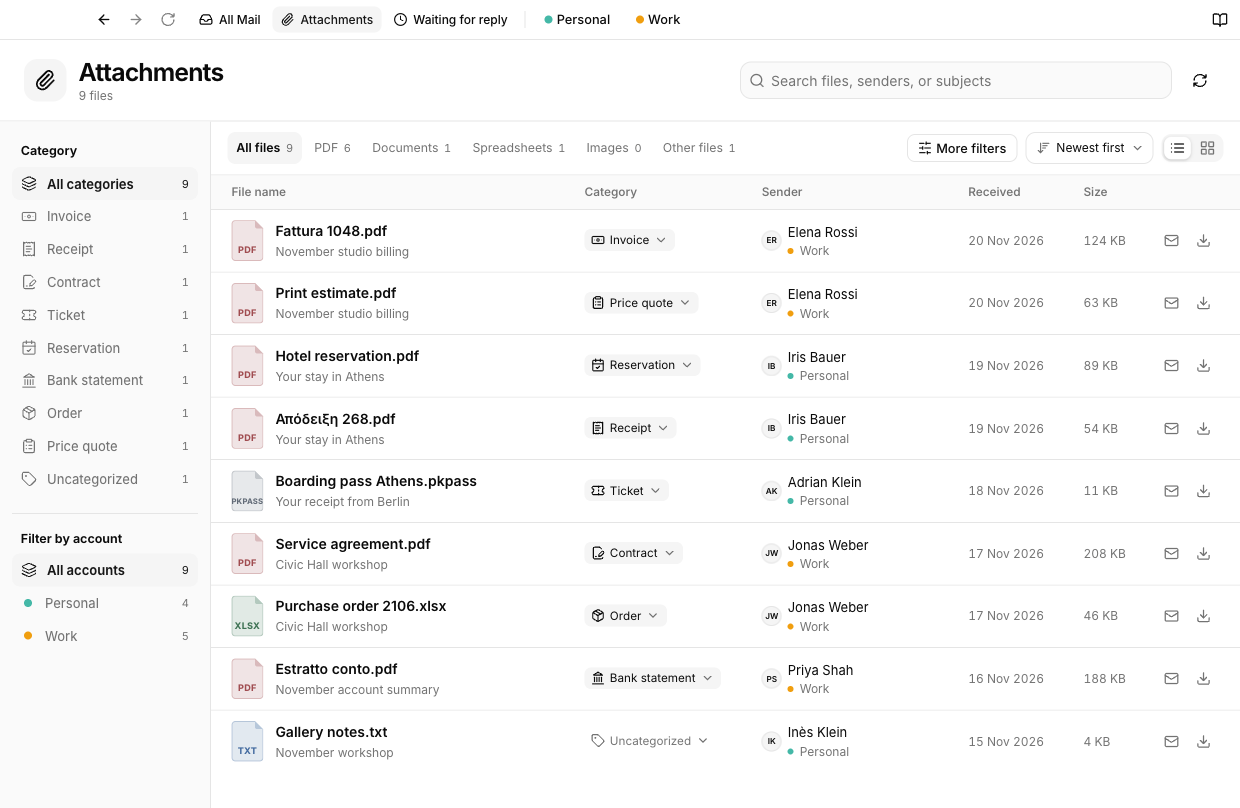 All Mail Attachments Waiting for reply Personal Work
Attachments
9 files
Search files, senders, or subjects
Category
All categories 9
Invoice 1
Receipt 1
Contract 1
Ticket 1
Reservation 1
Bank statement 1
Order 1
Price quote 1
Uncategorized 1
Filter by account
All accounts 9
Personal 4
Work 5
All files 9 PDF 6 Documents 1 Spreadsheets 1 Images 0 Other files 1 More filters Newest first
File name Category Sender Received Size
PDF Fattura 1048.pdf Invoice ER Elena Rossi 20 Nov 2026 124 KB
November studio billing Work
PDF Print estimate.pdf Price quote ER Elena Rossi 20 Nov 2026 63 KB
November studio billing Work
PDF Hotel reservation.pdf Reservation IB Iris Bauer 19 Nov 2026 89 KB
Your stay in Athens Personal
PDF Απόδειξη 268.pdf Receipt IB Iris Bauer 19 Nov 2026 54 KB
Your stay in Athens Personal
PKPASS Boarding pass Athens.pkpass Ticket AK Adrian Klein 18 Nov 2026 11 KB
Your receipt from Berlin Personal
PDF Service agreement.pdf Contract JW Jonas Weber 17 Nov 2026 208 KB
Civic Hall workshop Work
XLSX Purchase order 2106.xlsx Order JW Jonas Weber 17 Nov 2026 46 KB
Civic Hall workshop Work
PDF Estratto conto.pdf Bank statement PS Priya Shah 16 Nov 2026 188 KB
November account summary Work
TXT Gallery notes.txt Uncategorized IK Inès Klein 15 Nov 2026 4 KB
November workshop Personal